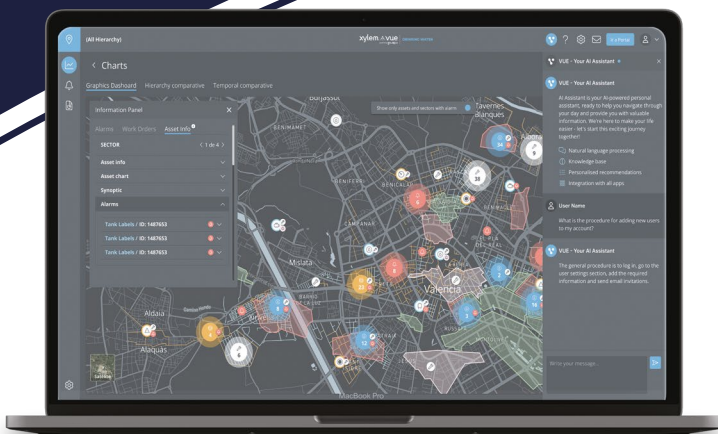 (All Hierarchy)
xylem vue
Charts
Graphics Dashoard Hierarchy comparative Temporal comparative
Information Panel
Alarms Work Orders Asset Info
SECTOR < 1 de 4 >
Asset info
Asset chart
Synoptic
Alarms
Tank Labels / ID: 1487653
Tank Labels / ID: 1487653
Tank Labels / ID: 1487653
Show only assets and sectors with alarm
Burjassot
Tavernes
Blanques
BENIMAMET
BENIFERRI
BENICALAP
CAMPANAR
Mislata
Valencia
Aldaia
Alaquàs
Satellite
VUE - Your AI Assistant
VUE - Your AI Assistant
AI Assistant is your AI-powered personal
assistant, ready to help you navigate through
your day and provide you with valuable
information. We're here to make your life
easier - let's start this exciting journey
together!
Natural language processing
Knowledge base
Personalised recommendations
Integration with all apps
User Name
What is the procedure for adding new users
to my account?
VUE - Your AI Assistant
The general procedure is to log in, go to the
user settings section, add the required
information and send email invitations.
Write your message...
MacBook Pro